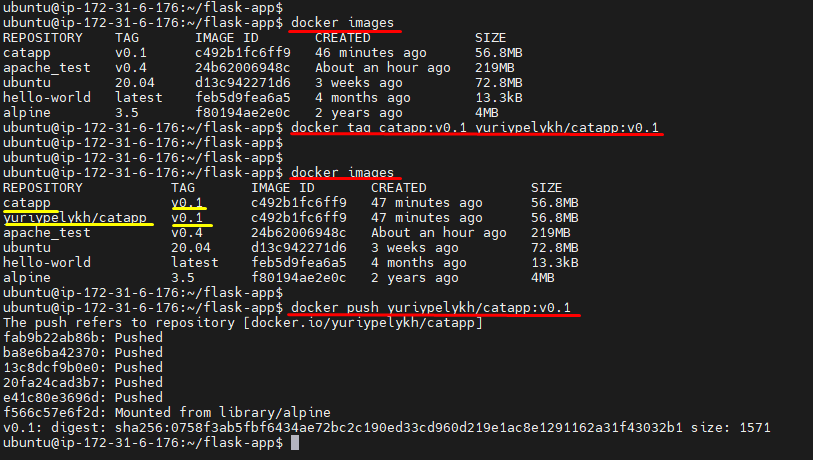 ubuntu@ip-172-31-6-176:~/flask-app$
ubuntu@ip-172-31-6-176:~/flask-app$ docker images
REPOSITORY TAG IMAGE ID CREATED SIZE
catapp v0.1 c492b1fc6ff9 46 minutes ago 56.8MB
apache_test v0.4 24b62006948c About an hour ago 219MB
ubuntu 20.04 d13c942271d6 3 weeks ago 72.8MB
hello-world latest feb5d9fea6a5 4 months ago 13.3kB
alpine 3.5 f80194ae2e0c 2 years ago 4MB
ubuntu@ip-172-31-6-176:~/flask-app$ docker tag catapp:v0.1 yuriypelykh/catapp:v0.1
ubuntu@ip-172-31-6-176:~/flask-app$
ubuntu@ip-172-31-6-176:~/flask-app$
ubuntu@ip-172-31-6-176:~/flask-app$ docker images
REPOSITORY TAG IMAGE ID CREATED SIZE
catapp v0.1 c492b1fc6ff9 47 minutes ago 56.8MB
yuriypelykh/catapp v0.1 c492b1fc6ff9 47 minutes ago 56.8MB
apache_test v0.4 24b62006948c About an hour ago 219MB
ubuntu 20.04 d13c942271d6 3 weeks ago 72.8MB
hello-world latest feb5d9fea6a5 4 months ago 13.3kB
alpine 3.5 f80194ae2e0c 2 years ago 4MB
ubuntu@ip-172-31-6-176:~/flask-app$
ubuntu@ip-172-31-6-176:~/flask-app$ docker push yuriypelykh/catapp:v0.1
The push refers to repository [docker.io/yuriypelykh/catapp]
fab9b22ab86b: Pushed
ba8e6ba42370: Pushed
13c8dcf9b0e0: Pushed
20fa24cad3b7: Pushed
e41c80e3696d: Pushed
f566c57e6f2d: Mounted from library/alpine
v0.1: digest: sha256:0758f3ab5fbf6434ae72bc2c190ed33cd960d219e1ac8e1291162a31f43032b1 size: 1571
ubuntu@ip-172-31-6-176:~/flask-app$